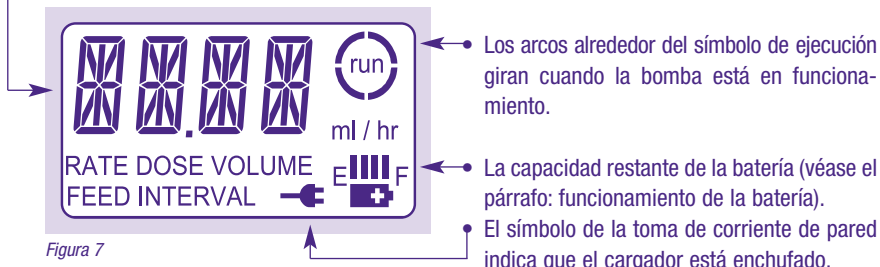 run
ml / hr
RATE DOSE VOLUME
FEED INTERVAL
E F
Figura 7
Los arcos alrededor del símbolo de ejecución
giran cuando la bomba está en funciona-
miento.
La capacidad restante de la batería (véase el
párrafo: funcionamiento de la batería).
El símbolo de la toma de corriente de pared
indica que el cargador está enchufado.